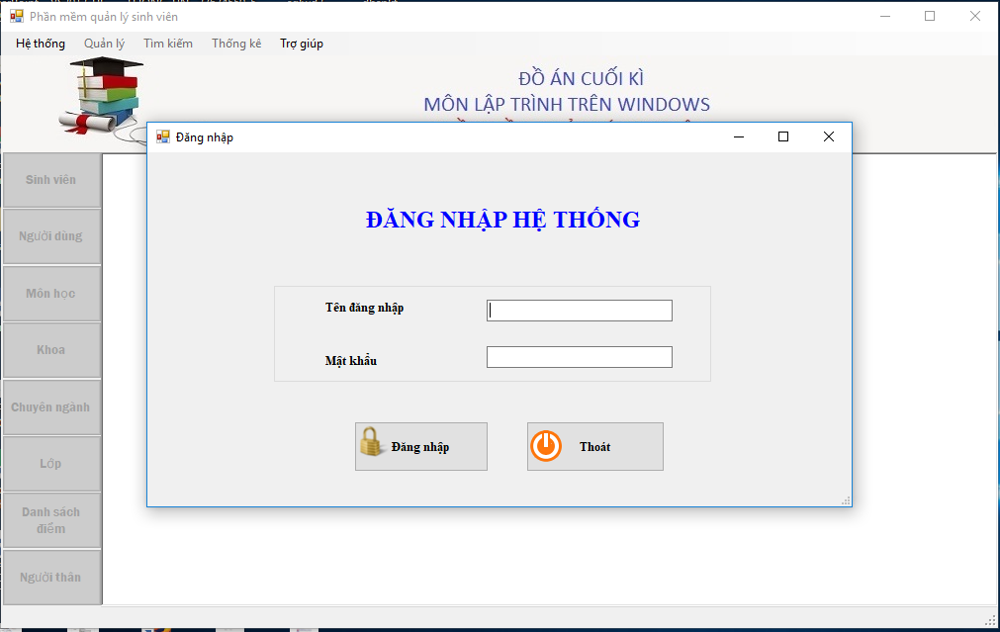 Phần mềm quản lý sinh viên
Hệ thống Quản lý Tìm kiếm Thống kê Trợ giúp
ĐỒ ÁN CUỐI KÌ
MÔN LẬP TRÌNH TRÊN WINDOWS
Đăng nhập
ĐĂNG NHẬP HỆ THỐNG
Tên đăng nhập
Mật khẩu
Đăng nhập Thoát
Sinh viên
Người dùng
Môn học
Khoa
Chuyên ngành
Lớp
Danh sách
điểm
Người thân